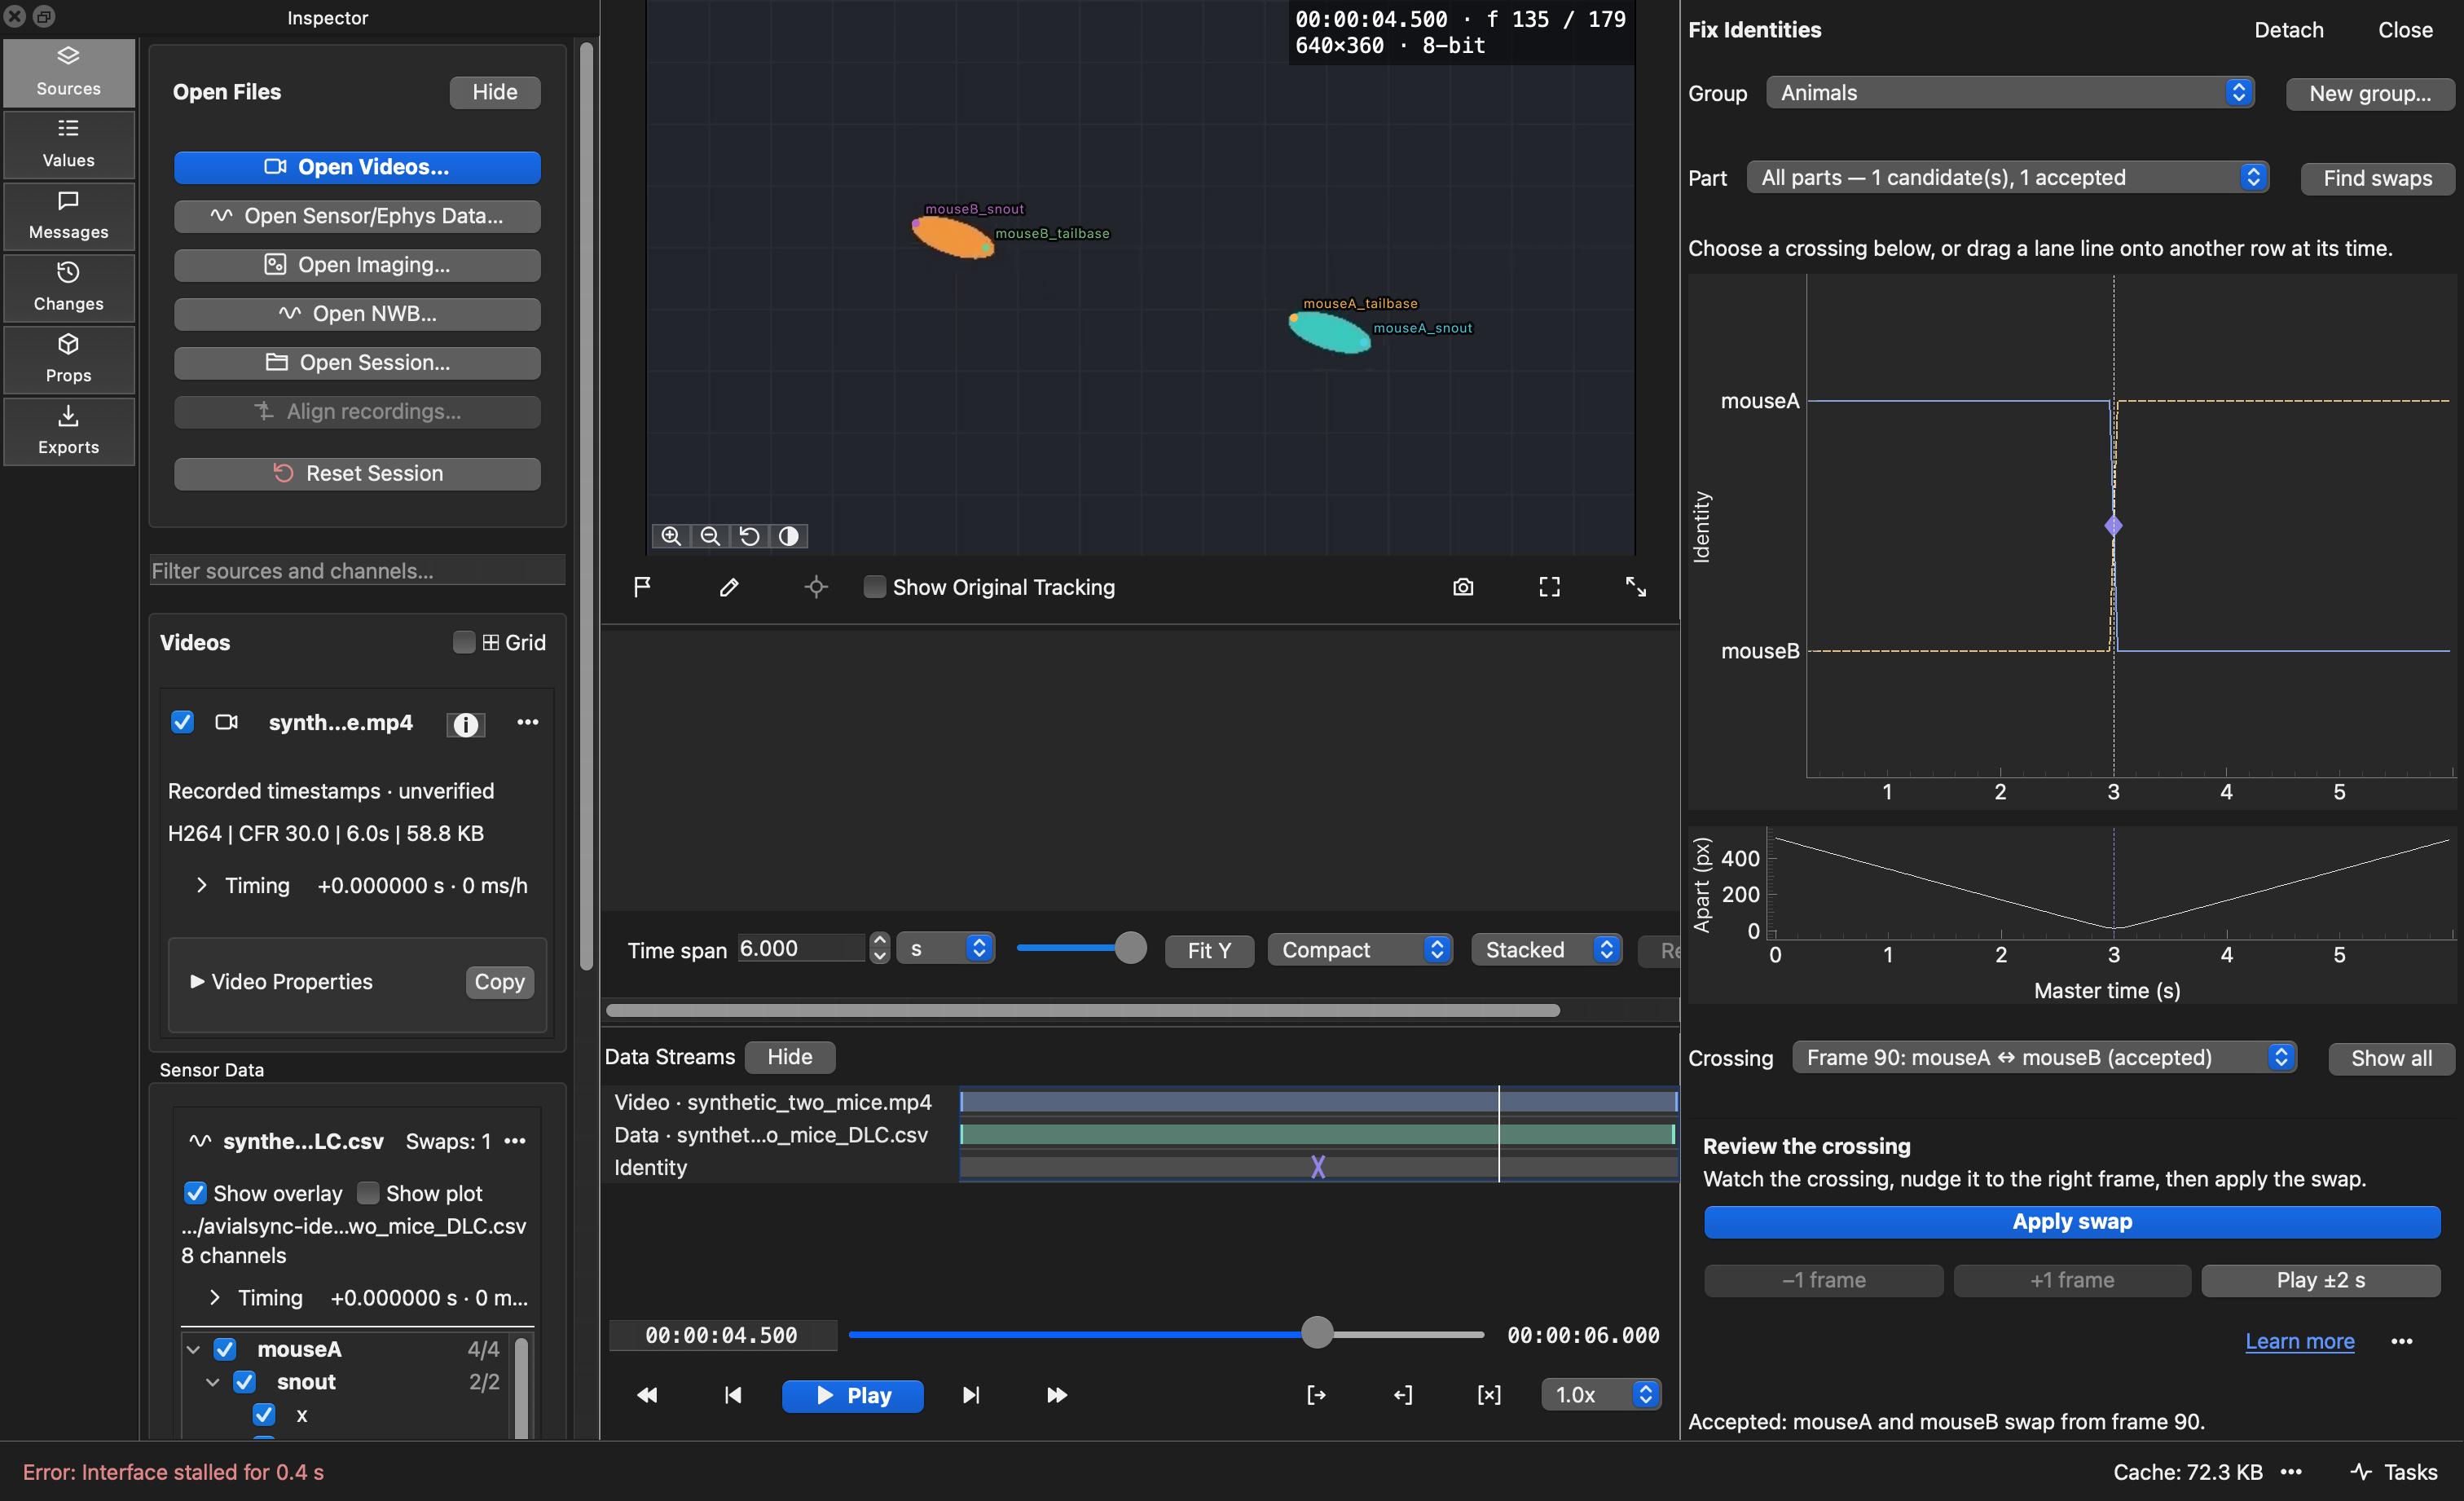 Inspector
Sources
Values
Messages
Changes
Props
Exports
Open Files
Hide
Open Videos...
Open Sensor/Ephys Data...
Open Imaging...
Open NWB...
Open Session...
Align recordings...
Reset Session
Filter sources and channels...
Videos
Grid
synth...e.mp4
Recorded timestamps · unverified
H264 | CFR 30.0 | 6.0s | 58.8 KB
Timing +0.000000 s · 0 ms/h
Video Properties
Copy
Sensor Data
synthe...LC.csv Swaps: 1
Show overlay Show plot
.../avialsync-ide...wo_mice_DLC.csv
8 channels
Timing +0.000000 s · 0 m...
mouseA 4/4
snout 2/2
x
00:00:04.500 · f 135 / 179
640×360 · 8-bit
mouseB_snout
mouseB_tailbase
mouseA_tailbase
mouseA_snout
Show Original Tracking
Time span 6.000 s
Fit Y
Compact
Stacked
Re
Data Streams
Hide
Video · synthetic_two_mice.mp4
Data · synthet...o_mice_DLC.csv
Identity
00:00:04.500
00:00:06.000
Play
1.0x
Fix Identities
Detach
Close
Group Animals
New group...
Part All parts — 1 candidate(s), 1 accepted
Find swaps
Choose a crossing below, or drag a lane line onto another row at its time.
mouseA
Identity
mouseB
1 2 3 4 5
Apart (px)
400
200
0
0 1 2 3 4 5
Master time (s)
Crossing Frame 90: mouseA ↔ mouseB (accepted)
Show all
Review the crossing
Watch the crossing, nudge it to the right frame, then apply the swap.
Apply swap
−1 frame
+1 frame
Play ±2 s
Learn more
Accepted: mouseA and mouseB swap from frame 90.
Error: Interface stalled for 0.4 s
Cache: 72.3 KB
Tasks